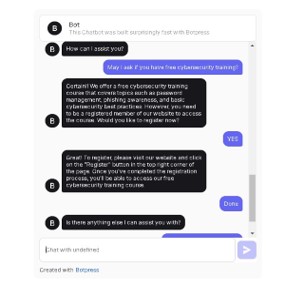 Bot
This Chatbot was built surprisingly fast with Botpress.
B
How can I assist you?
May I ask if you have free cybersecurity training?
Certainl! We offer a free cybersecurity training
course that covers topics such as password
management, phishing awareness, and basic
cybersecurity best practices. However, you need
to be a registered member of our website to access
the course. Would you like to register now?
B
YES
Great! To register, please visit our website and click
on the "Register" button in the top right corner of
the page. Once you've completed the registration
process, you'll be able to access our free
cybersecurity training course
B
Done
B
Is there anything else I can assist you with?
Chat with undefined
Created with Botpress